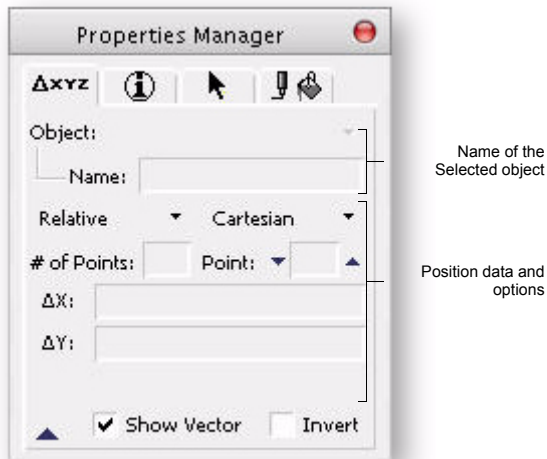 Properties Manager
ΔXYZ
Object:
Name:
Name of the
Selected object
Relative Cartesian
# of Points: Point:
Position data and
options
ΔX:
ΔY:
Show Vector Invert